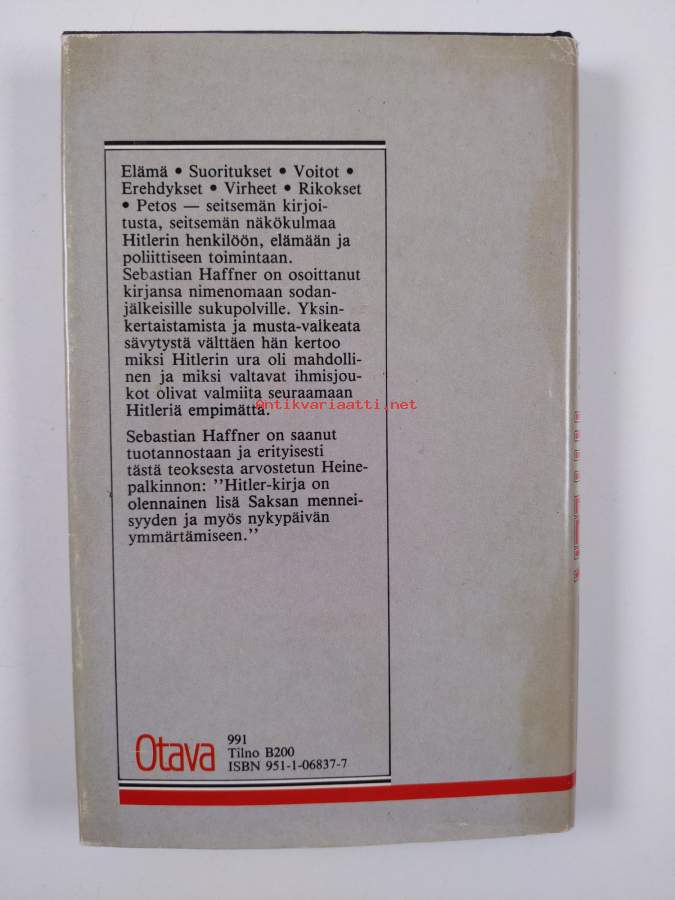 Elämä • Suoritukset • Voitot •
Erehdykset • Virheet • Rikokset
• Petos — seitsemän kirjoi-
tusta, seitsemän näkökulmaa
Hitlerin henkilöön, elämään ja
poliittiseen toimintaan.
Sebastian Haffner on osoittanut
kirjansa nimenomaan sodan-
jälkeisille sukupolville. Yksin-
kertaistamista ja musta-valkeata
sävytystä välttäen hän kertoo
miksi Hitlerin ura oli mahdolli-
nen ja miksi valtavat ihmisjou-
kot olivat valmiita seuraamaan
Hitleriä empimättä.
Antikvariaatti.net
Sebastian Haffner on saanut
tuotannostaan ja erityisesti
tästä teoksesta arvostetun Heine-
palkinnon: ”Hitler-kirja on
olennainen lisä Saksan mennei-
syyden ja myös nykypäivän
ymmärtämiseen.”
Otava
991
Tilno B200
ISBN 951-1-06837-7